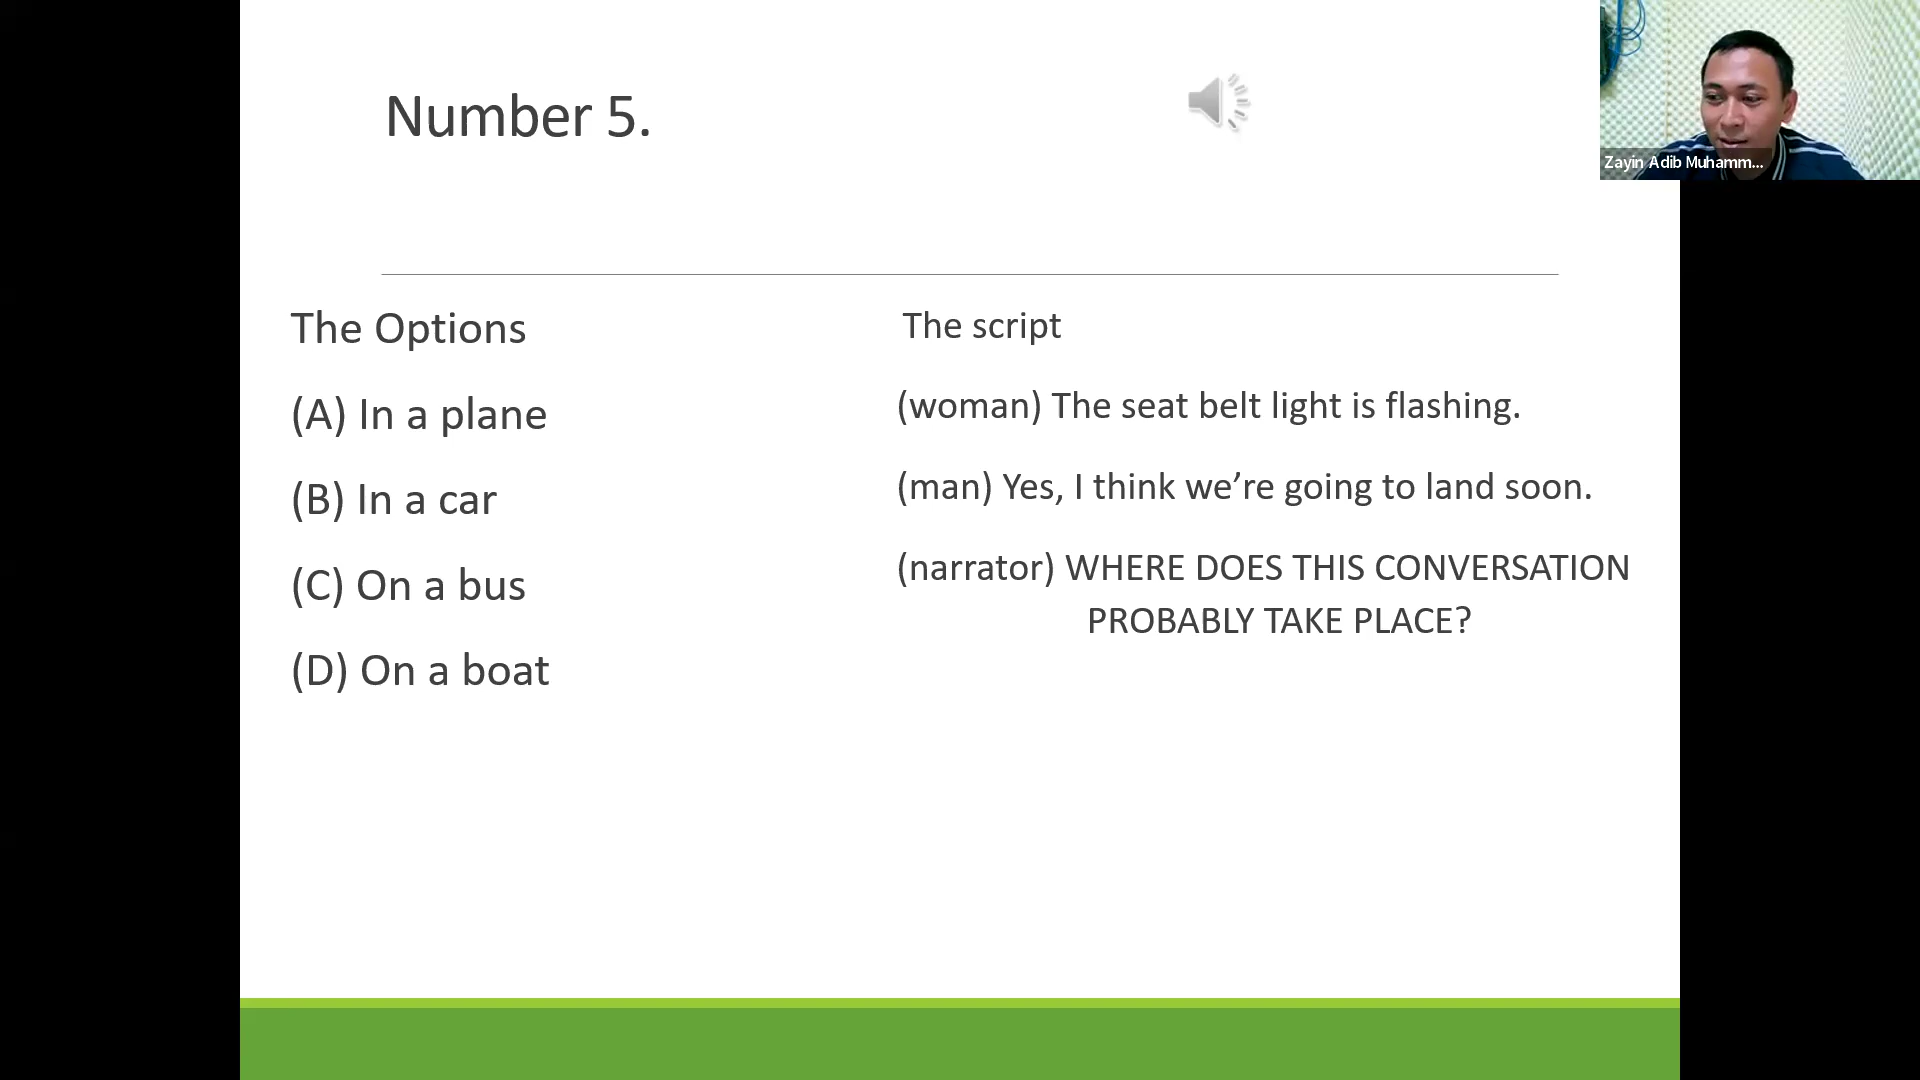 Number 5.
Zayin Adib Muhamm...
The Options
(A) In a plane
(B) In a car
(C) On a bus
(D) On a boat
The script
(woman) The seat belt light is flashing.
(man) Yes, I think we’re going to land soon.
(narrator) WHERE DOES THIS CONVERSATION
PROBABLY TAKE PLACE?